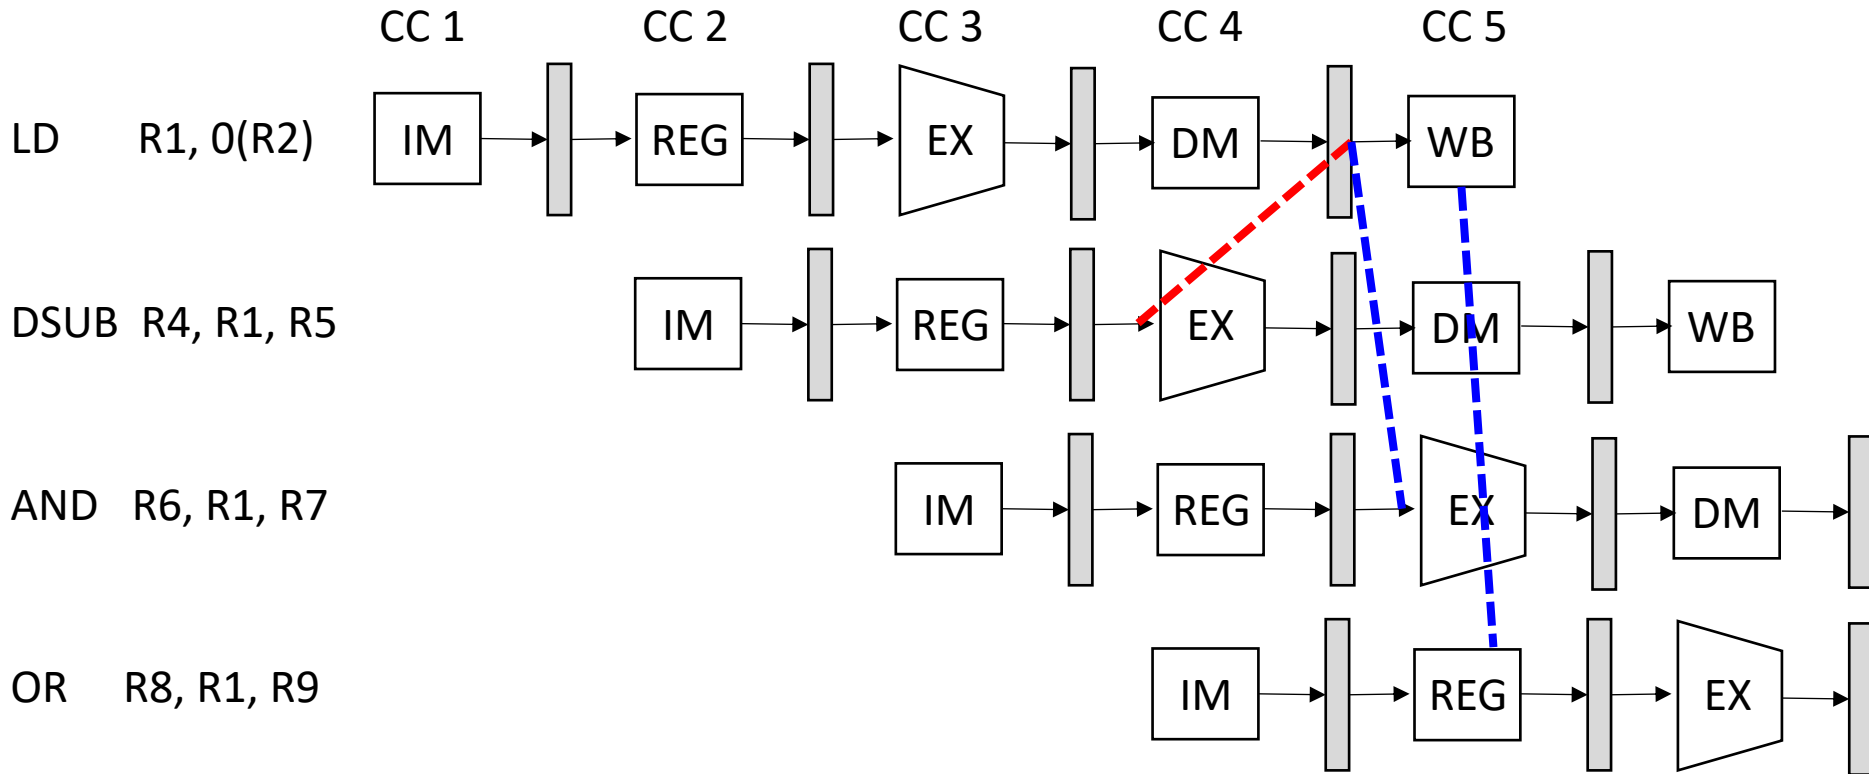 CC 1 CC 2 CC 3 CC 4 CC 5
LD R1, 0(R2) IM REG EX DM WB
DSUB R4, R1, R5 IM REG EX DM WB
AND R6, R1, R7 IM REG EX DM
OR R8, R1, R9 IM REG EX